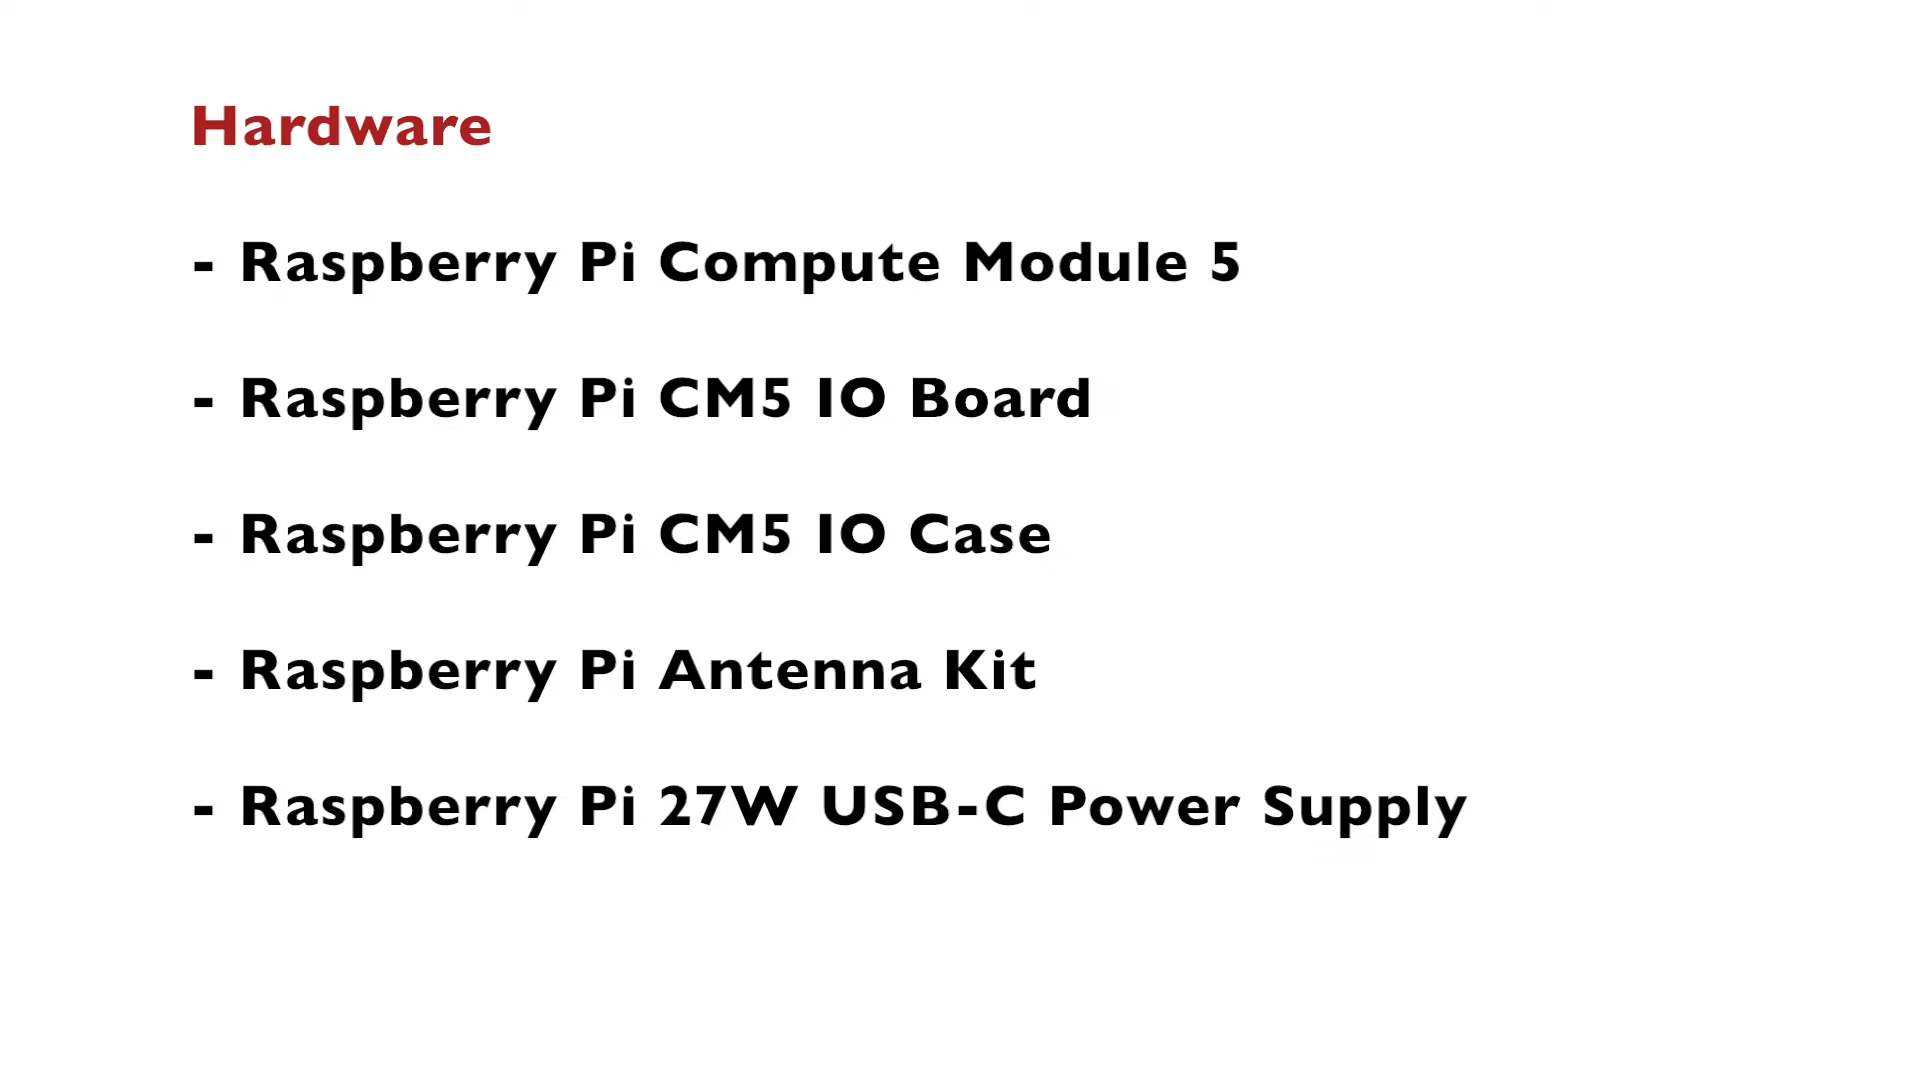 Hardware
- Raspberry Pi Compute Module 5
- Raspberry Pi CM5 IO Board
- Raspberry Pi CM5 IO Case
- Raspberry Pi Antenna Kit
- Raspberry Pi 27W USB-C Power Supply